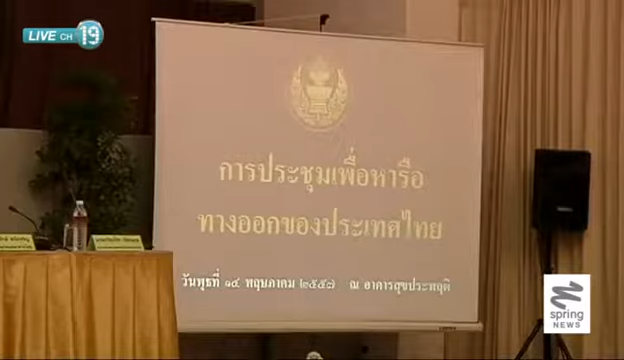 LIVE CH 19
spring
NEWS
การประชุมเพื่อหารือ
ทางออกของประเทศไทย
วันพุธที่ ๑๔ พฤษภาคม ๒๕๕๗ ณ อาคารสุขประพฤติ
spring
NEWS